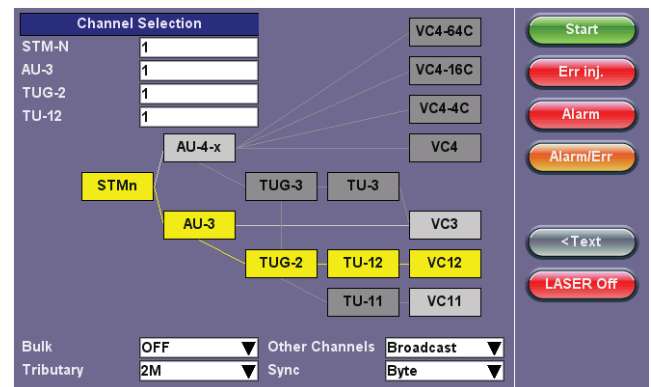 Channel Selection
STM-N 1
AU-3 1
TUG-2 1
TU-12 1
VC4-64C
VC4-16C
VC4-4C
AU-4-x VC4
STMn TUG-3 TU-3
AU-3 VC3
TUG-2 TU-12 VC12
TU-11 VC11
Bulk OFF Other Channels Broadcast
Tributary 2M Sync Byte
Start
Err inj.
Alarm
Alarm/Err
<Text
LASER Off